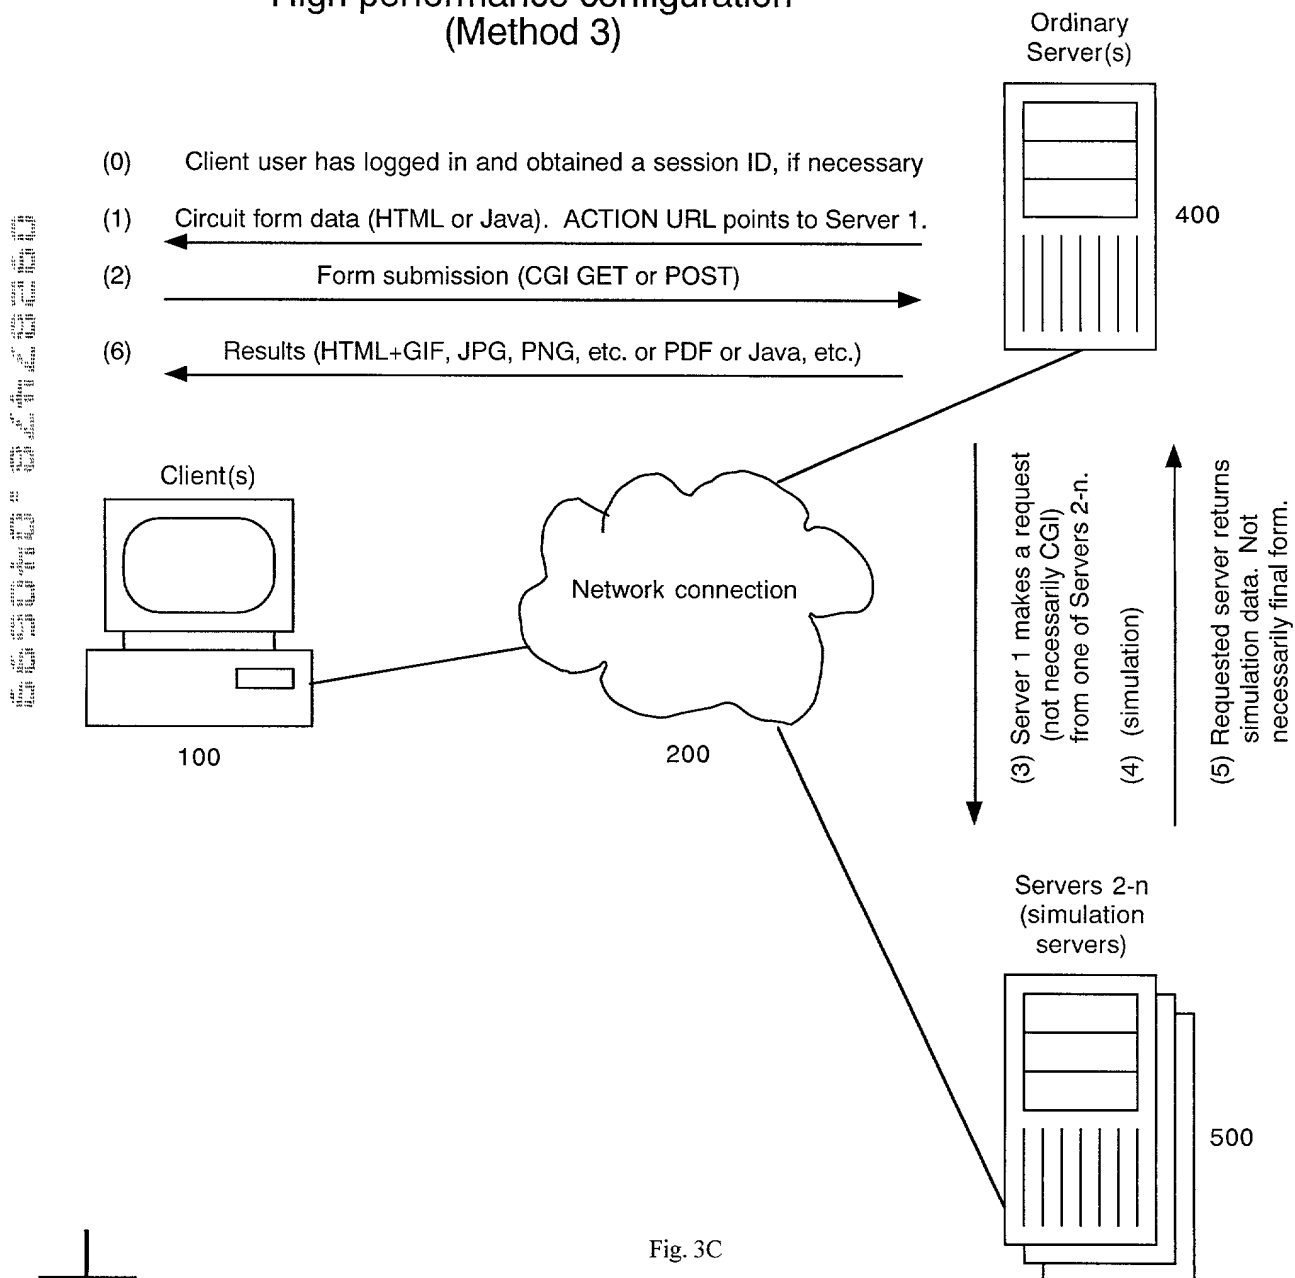 High performance configuration
(Method 3)
Ordinary
Server(s)
(0) Client user has logged in and obtained a session ID, if necessary
(1) Circuit form data (HTML or Java). ACTION URL points to Server 1.
400
(2) Form submission (CGI GET or POST)
(6) Results (HTML+GIF, JPG, PNG, etc. or PDF or Java, etc.)
Client(s)
Network connection
100
200
(3) Server 1 makes a request
(not necessarily CGI)
from one of Servers 2-n.
(4) (simulation)
(5) Requested server returns
simulation data. Not
necessarily final form.
Servers 2-n
(simulation
servers)
500
Fig. 3C